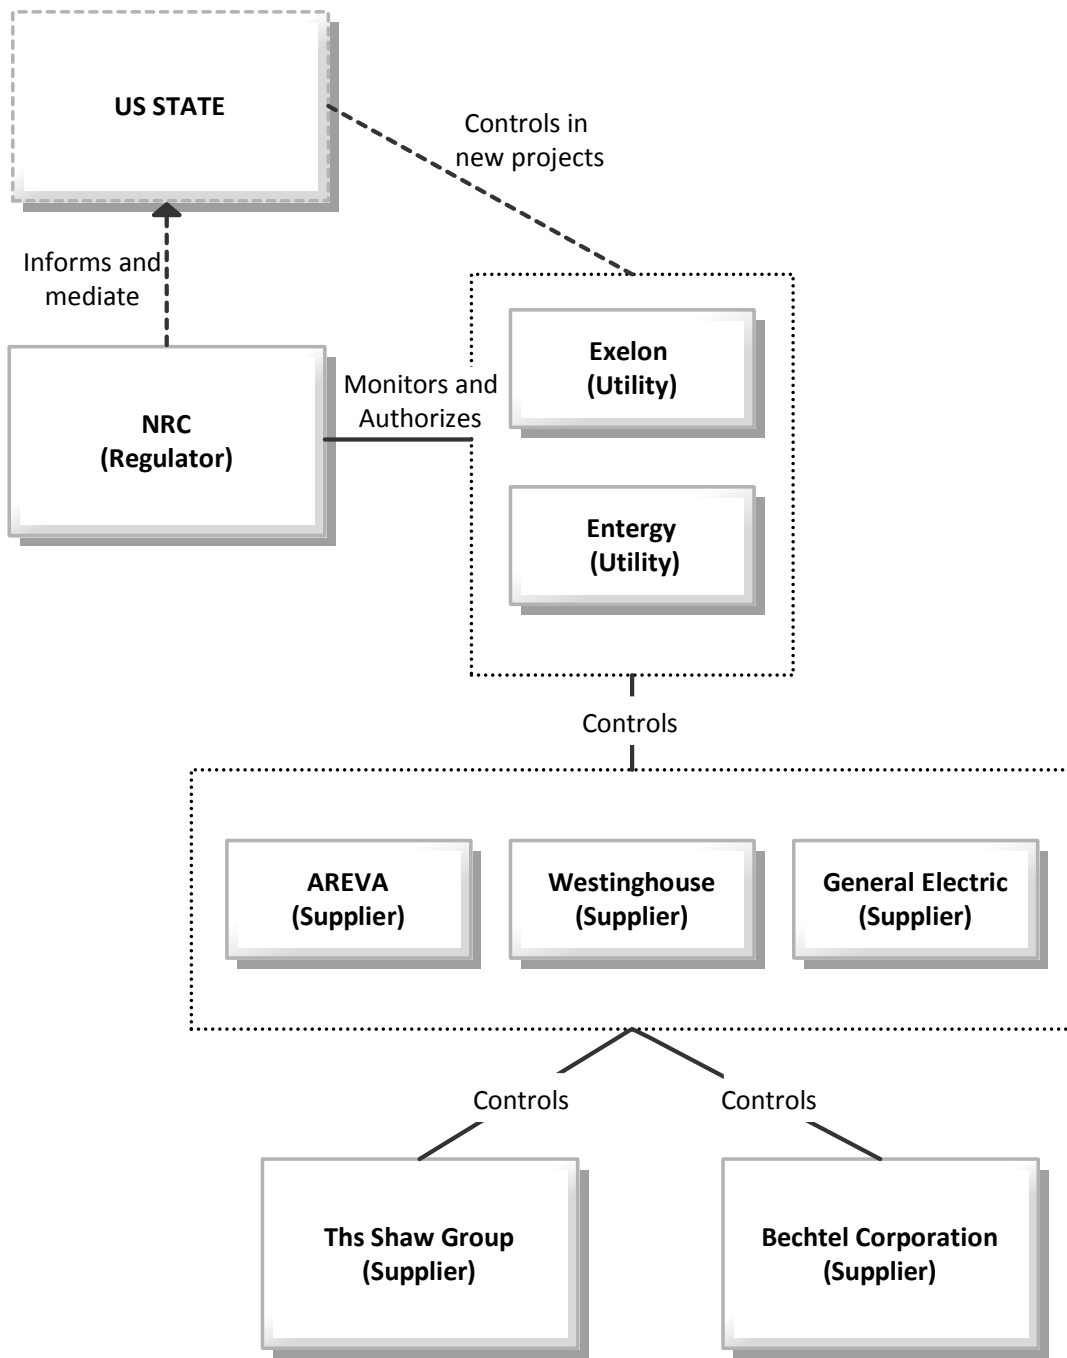 US STATE
Controls in
new projects
Informs and
mediate
NRC
(Regulator)
Monitors and
Authorizes
Exelon
(Utility)
Entergy
(Utility)
Controls
AREVA
(Supplier)
Westinghouse
(Supplier)
General Electric
(Supplier)
Controls
Controls
Ths Shaw Group
(Supplier)
Bechtel Corporation
(Supplier)